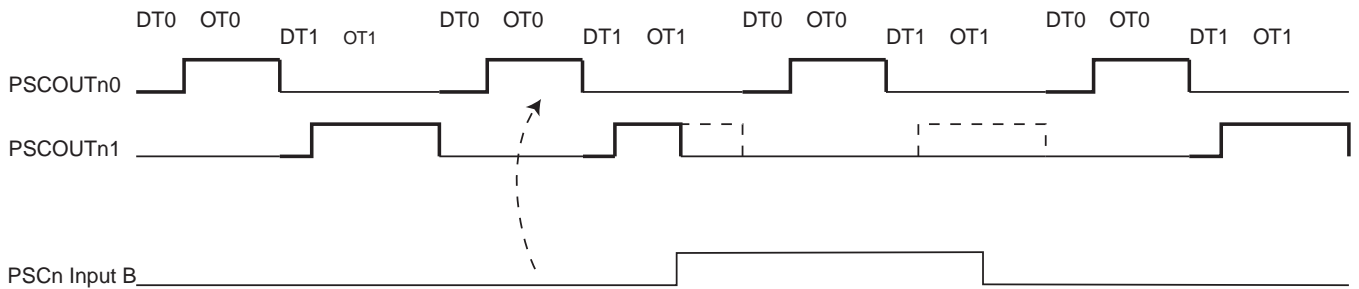 DT0 OT0 DT0 OT0 DT0 OT0 DT0 OT0
DT1 OT1 DT1 OT1 DT1 OT1 DT1 OT1
PSCOUTn0
PSCOUTn1
PSCn Input B